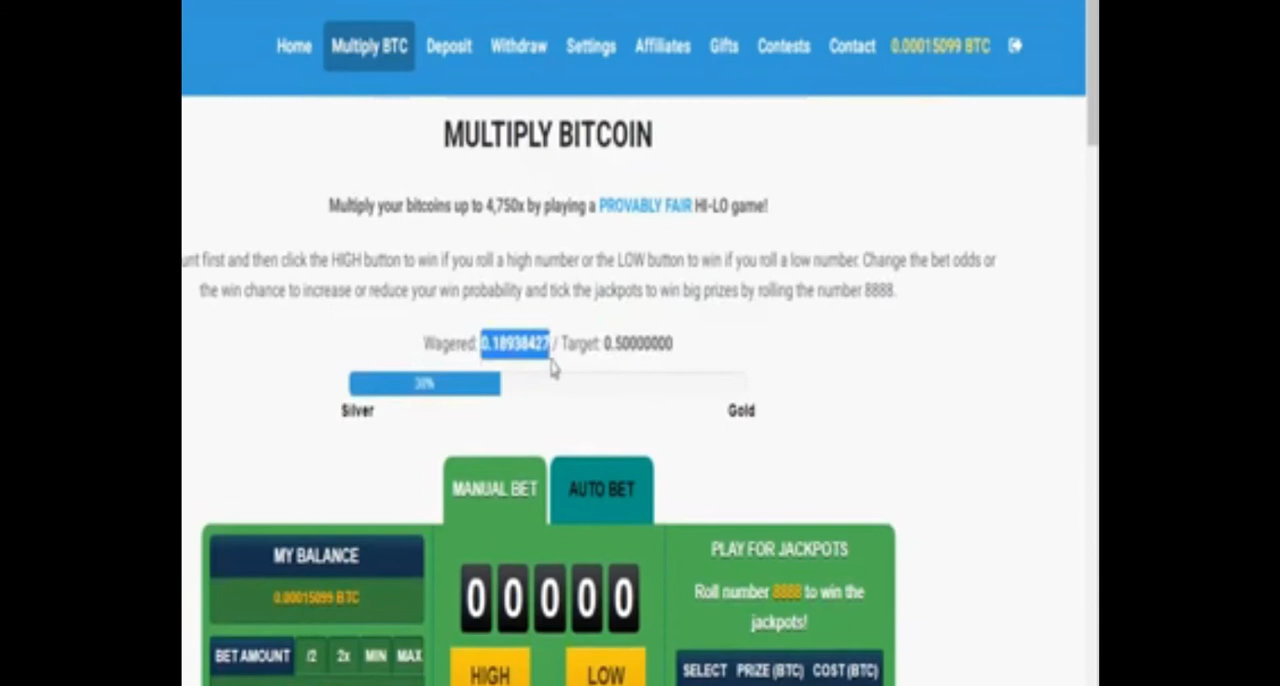 Home Multiply BTC Deposit Withdraw Settings Affiliates Gifts Contests Contact 0.00015099 BTC
MULTIPLY BITCOIN
Multiply your bitcoins up to 4,750x by playing a PROVABLY FAIR HI-LO game!
unt first and then click the HIGH button to win if you roll a high number or the LOW button to win if you roll a low number. Change the bet odds or
the win chance to increase or reduce your win probability and tick the jackpots to win big prizes by rolling the number 8888.
Wagered: 0.18938427 / Target: 0.50000000
38%
Silver Gold
MANUAL BET AUTO BET
MY BALANCE
0.00015099 BTC
BET AMOUNT /2 2x MIN MAX
0 0 0 0 0
HIGH LOW
PLAY FOR JACKPOTS
Roll number 8888 to win the
jackpots!
SELECT PRIZE (BTC) COST (BTC)